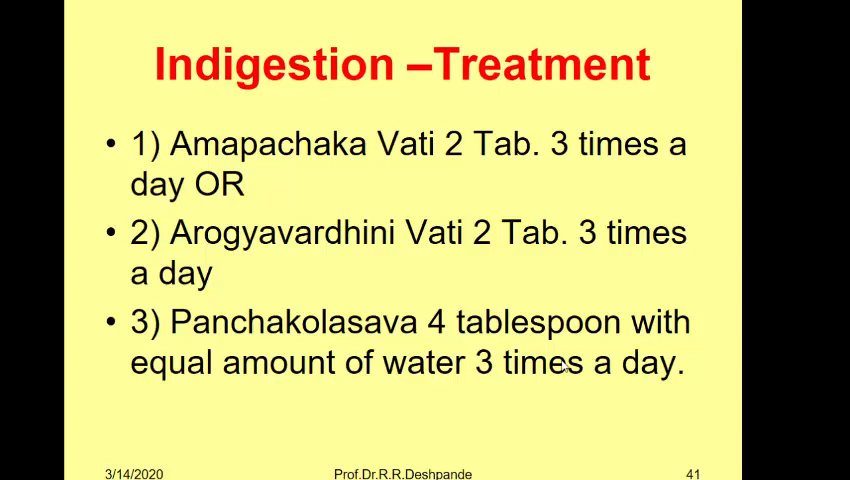 Indigestion –Treatment
• 1) Amapachaka Vati 2 Tab. 3 times a
day OR
• 2) Arogyavardhini Vati 2 Tab. 3 times
a day
• 3) Panchakolasava 4 tablespoon with
equal amount of water 3 times a day.
3/14/2020 Prof.Dr.R.R.Deshpande 41